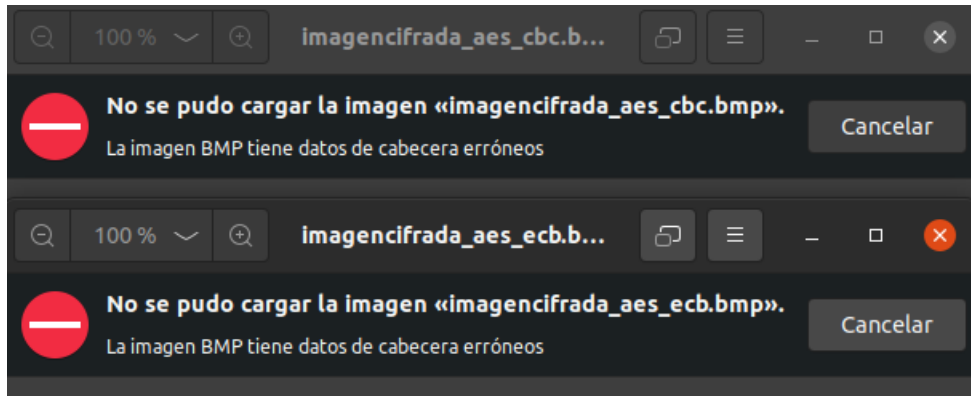 100 % imagencifrada_aes_cbc.b...
No se pudo cargar la imagen «imagencifrada_aes_cbc.bmp».
La imagen BMP tiene datos de cabecera erróneos
Cancelar
100 % imagencifrada_aes_ecb.b...
No se pudo cargar la imagen «imagencifrada_aes_ecb.bmp».
La imagen BMP tiene datos de cabecera erróneos
Cancelar